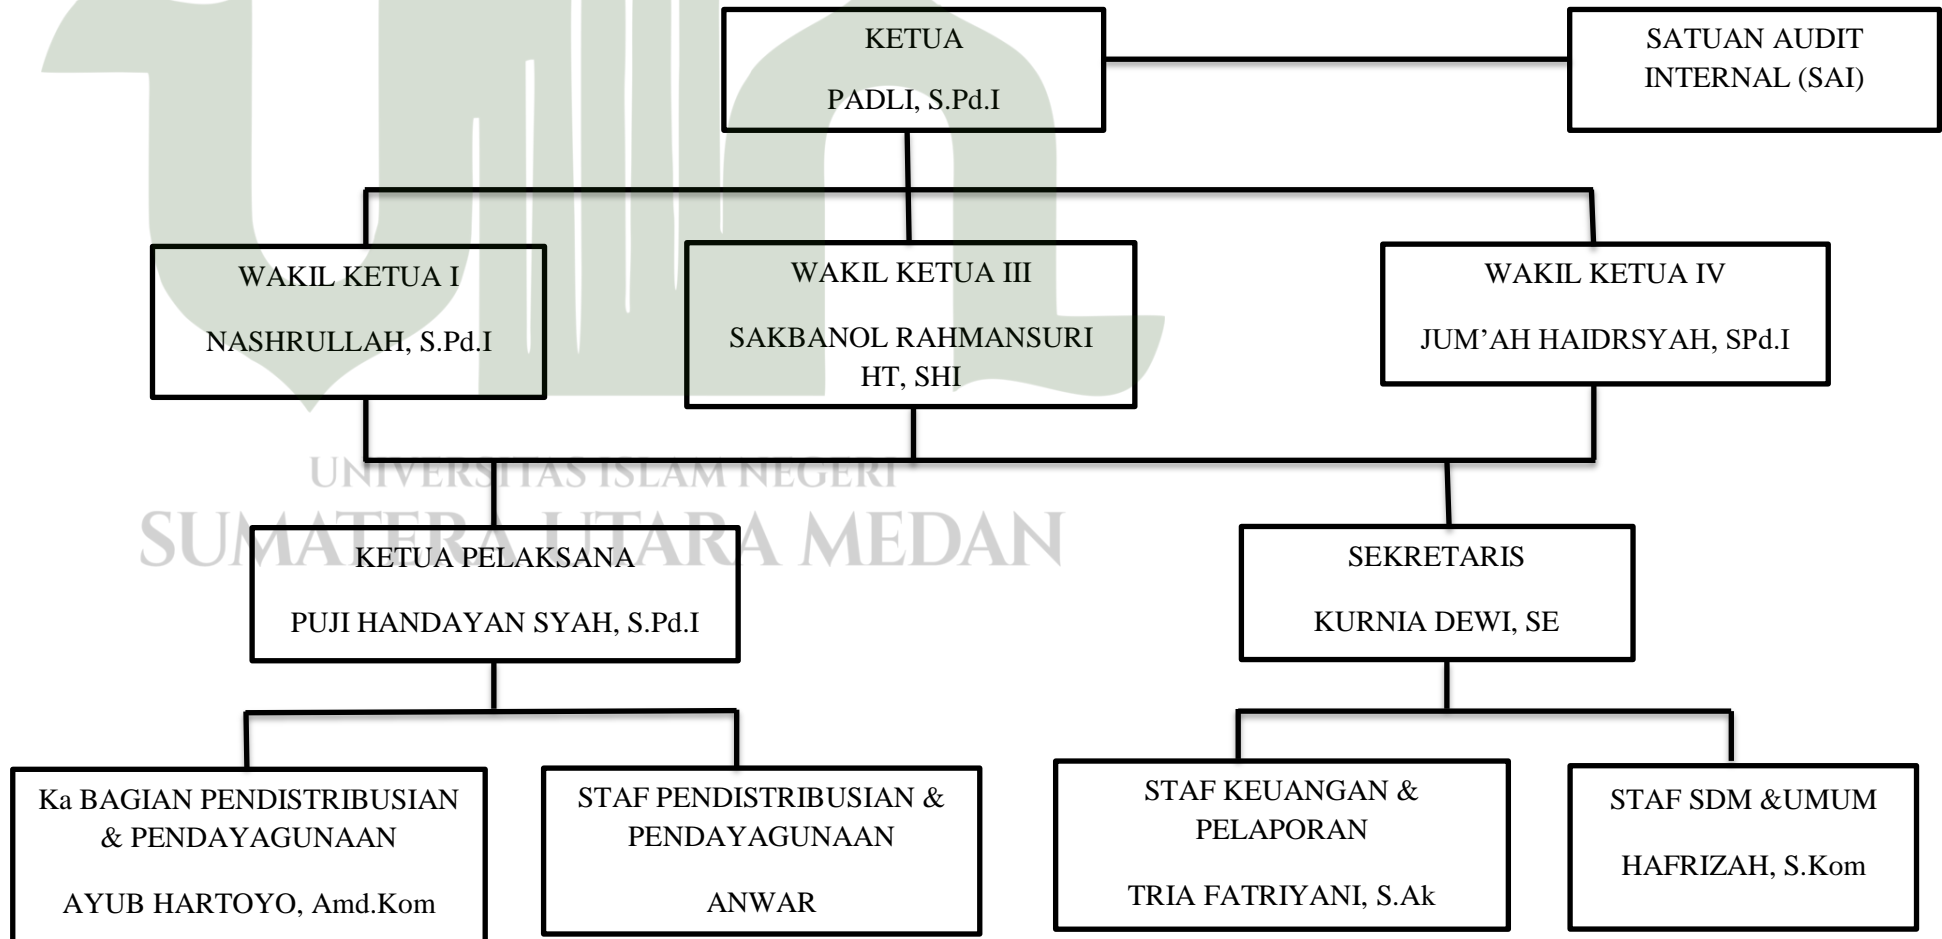 KETUA
PADLI, S.Pd.I
SATUAN AUDIT
INTERNAL (SAI)
WAKIL KETUA I
NASHRULLAH, S.Pd.I
WAKIL KETUA III
SAKBANOL RAHMANSURI
HT, SHI
WAKIL KETUA IV
JUM’AH HAIDRSYAH, SPd.I
UNIVERSITAS ISLAM NEGERI
SUMATERA UTARA MEDAN
KETUA PELAKSANA
PUJI HANDAYAN SYAH, S.Pd.I
SEKRETARIS
KURNIA DEWI, SE
Ka BAGIAN PENDISTRIBUSIAN
& PENDAYAGUNAAN
AYUB HARTOYO, Amd.Kom
STAF PENDISTRIBUSIAN &
PENDAYAGUNAAN
ANWAR
STAF KEUANGAN &
PELAPORAN
TRIA FATRIYANI, S.Ak
STAF SDM &UMUM
HAFRIZAH, S.Kom